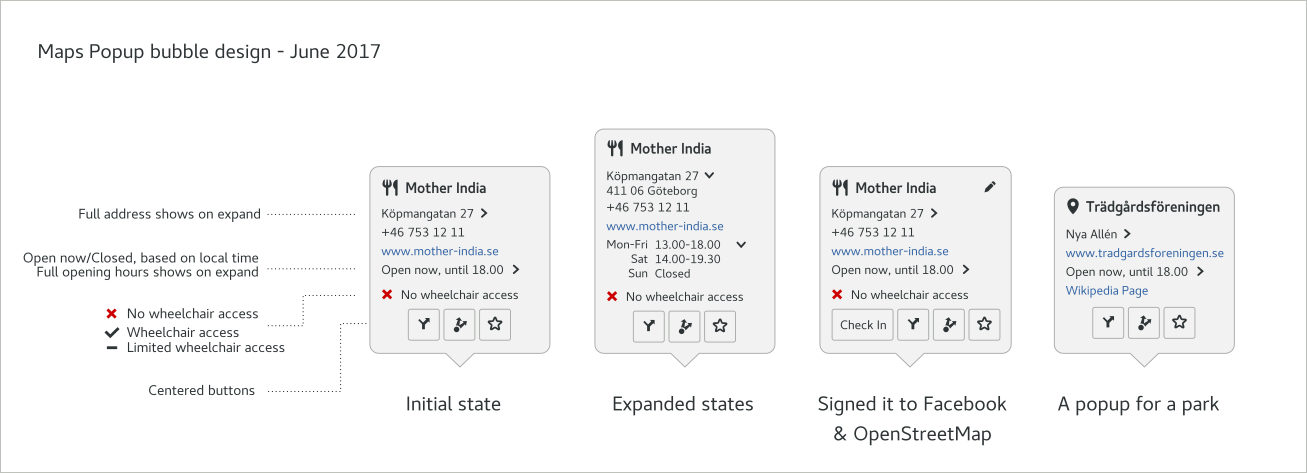 Maps Popup bubble design - June 2017
Full address shows on expand
Open now/Closed, based on local time
Full opening hours shows on expand
No wheelchair access
Wheelchair access
Limited wheelchair access
Centered buttons
Mother India
Köpmangatan 27
+46 753 12 11
www.mother-india.se
Open now, until 18.00
No wheelchair access
Initial state
Mother India
Köpmangatan 27
411 06 Göteborg
+46 753 12 11
www.mother-india.se
Mon-Fri 13.00-18.00
Sat 14.00-19.30
Sun Closed
No wheelchair access
Expanded states
Mother India
Köpmangatan 27
+46 753 12 11
www.mother-india.se
Open now, until 18.00
No wheelchair access
Check In
Signed it to Facebook
& OpenStreetMap
Trädgårdsföreningen
Nya Allén
www.tradgardsforeningen.se
Open now, until 18.00
Wikipedia Page
A popup for a park